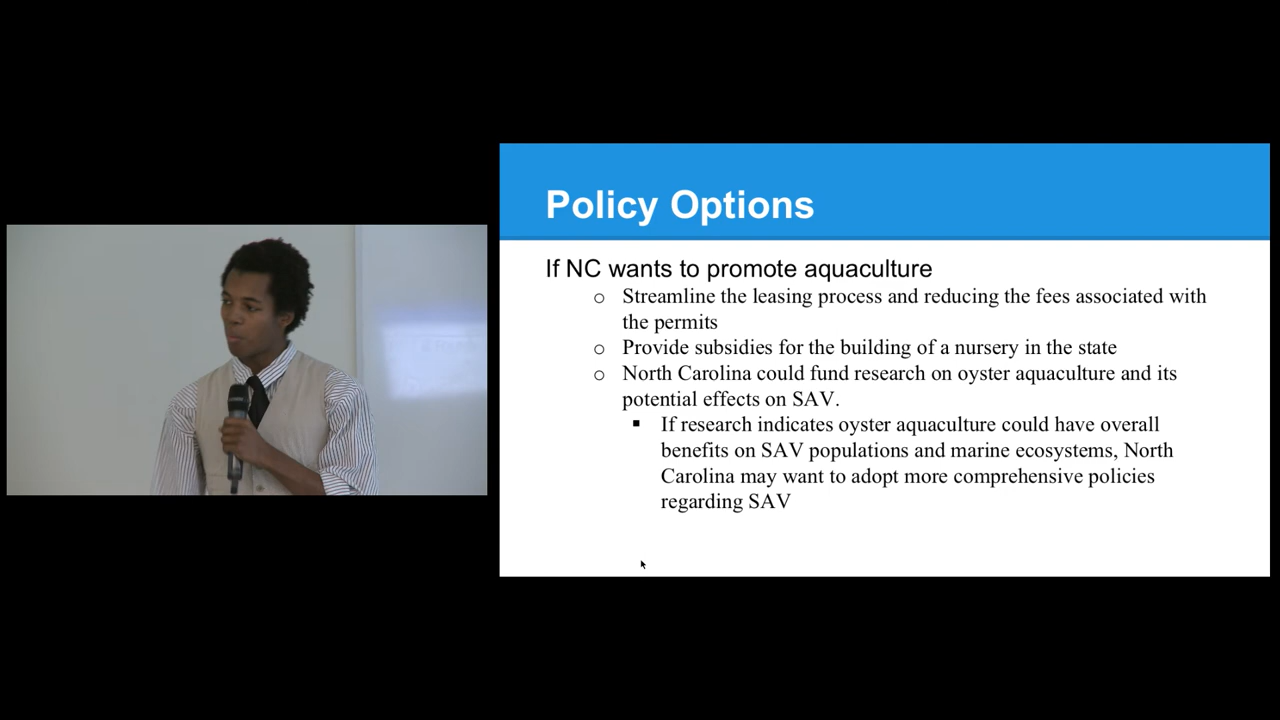 Policy Options
If NC wants to promote aquaculture
Streamline the leasing process and reducing the fees associated with
the permits
Provide subsidies for the building of a nursery in the state
North Carolina could fund research on oyster aquaculture and its
potential effects on SAV.
If research indicates oyster aquaculture could have overall
benefits on SAV populations and marine ecosystems, North
Carolina may want to adopt more comprehensive policies
regarding SAV